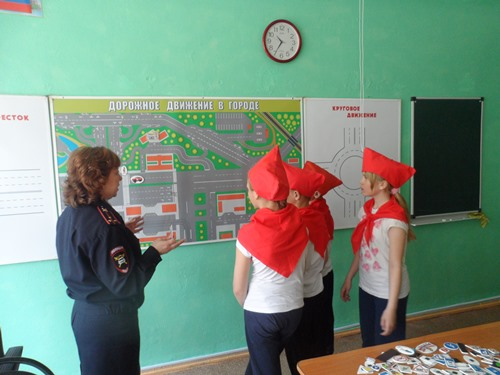 ДОРОЖНОЕ ДВИЖЕНИЕ В ГОРОДЕ
ЕСТОК
КРУГОВОЕ
ДВИЖЕНИЕ